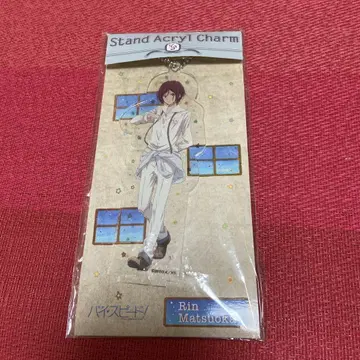 Stand Acryl Charm
ハイ☆スピード!
Rin
Matsuoka